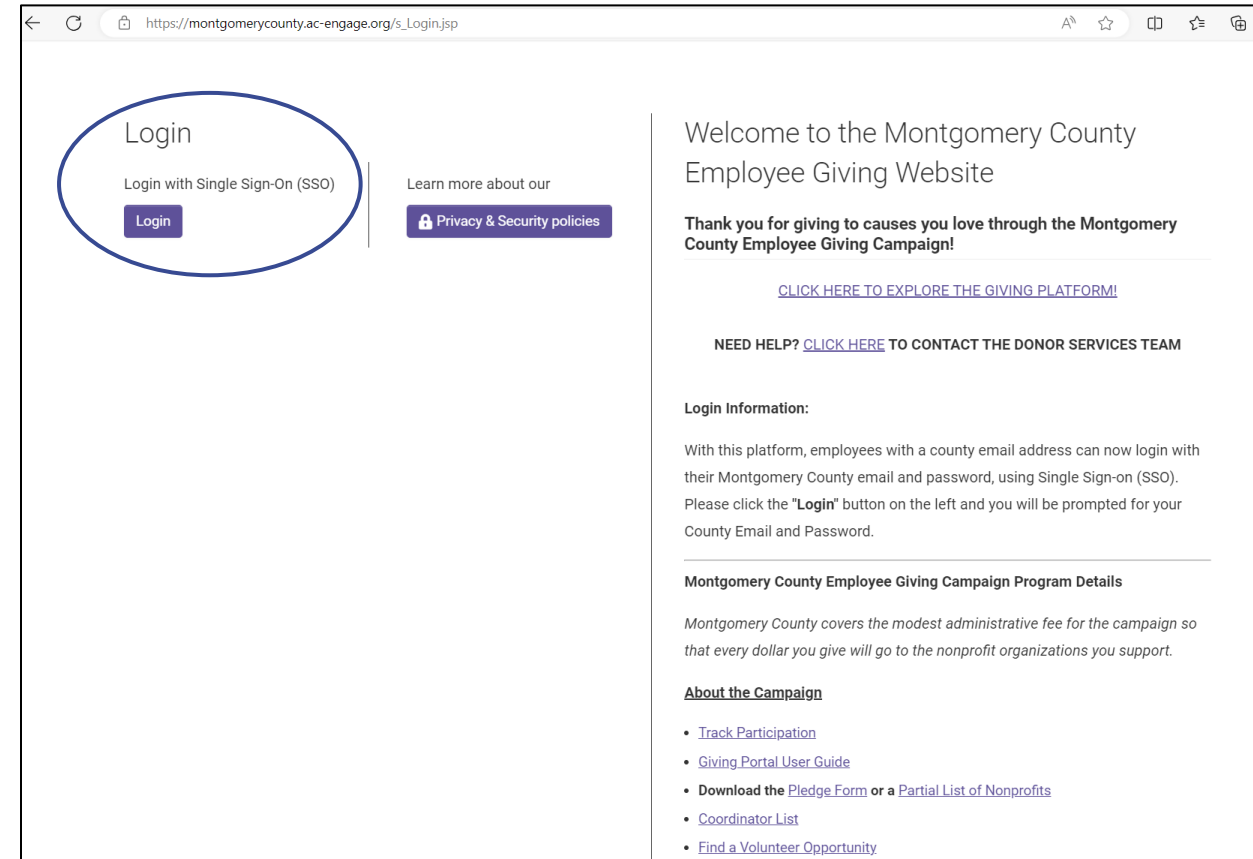 https://montgomerycounty.ac-engage.org/s_Login.jsp
Login
Login with Single Sign-On (SSO)
Login
Learn more about our
Privacy & Security policies
Welcome to the Montgomery County
Employee Giving Website
Thank you for giving to causes you love through the Montgomery
County Employee Giving Campaign!
CLICK HERE TO EXPLORE THE GIVING PLATFORM!
NEED HELP? CLICK HERE TO CONTACT THE DONOR SERVICES TEAM
Login Information:
With this platform, employees with a county email address can now login with
their Montgomery County email and password, using Single Sign-on (SSO).
Please click the "Login" button on the left and you will be prompted for your
County Email and Password.
Montgomery County Employee Giving Campaign Program Details
Montgomery County covers the modest administrative fee for the campaign so
that every dollar you give will go to the nonprofit organizations you support.
About the Campaign
• Track Participation
• Giving Portal User Guide
• Download the Pledge Form or a Partial List of Nonprofits
• Coordinator List
• Find a Volunteer Opportunity